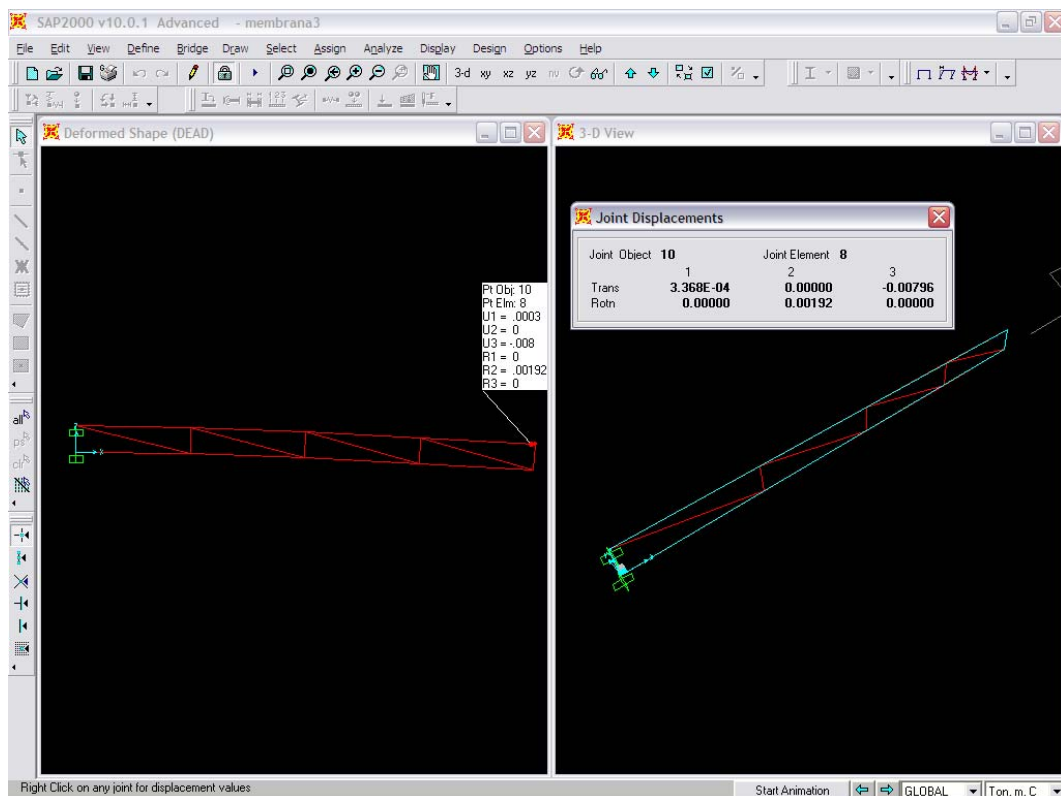 SAP2000 v10.0.1 Advanced - membrana3
File Edit View Define Bridge Draw Select Assign Analyze Display Design Options Help
3-d xy xz yz nv
all
ps
clr
Deformed Shape (DEAD)
Pt Obj: 10
Pt Elm: 8
U1 = .0003
U2 = 0
U3 = -.008
R1 = 0
R2 = .00192
R3 = 0
3-D View
Joint Displacements
Joint Object 10 Joint Element 8
1 2 3
Trans 3.368E-04 0.00000 -0.00796
Rotn 0.00000 0.00192 0.00000
Right Click on any joint for displacement values
Start Animation GLOBAL Ton, m, C